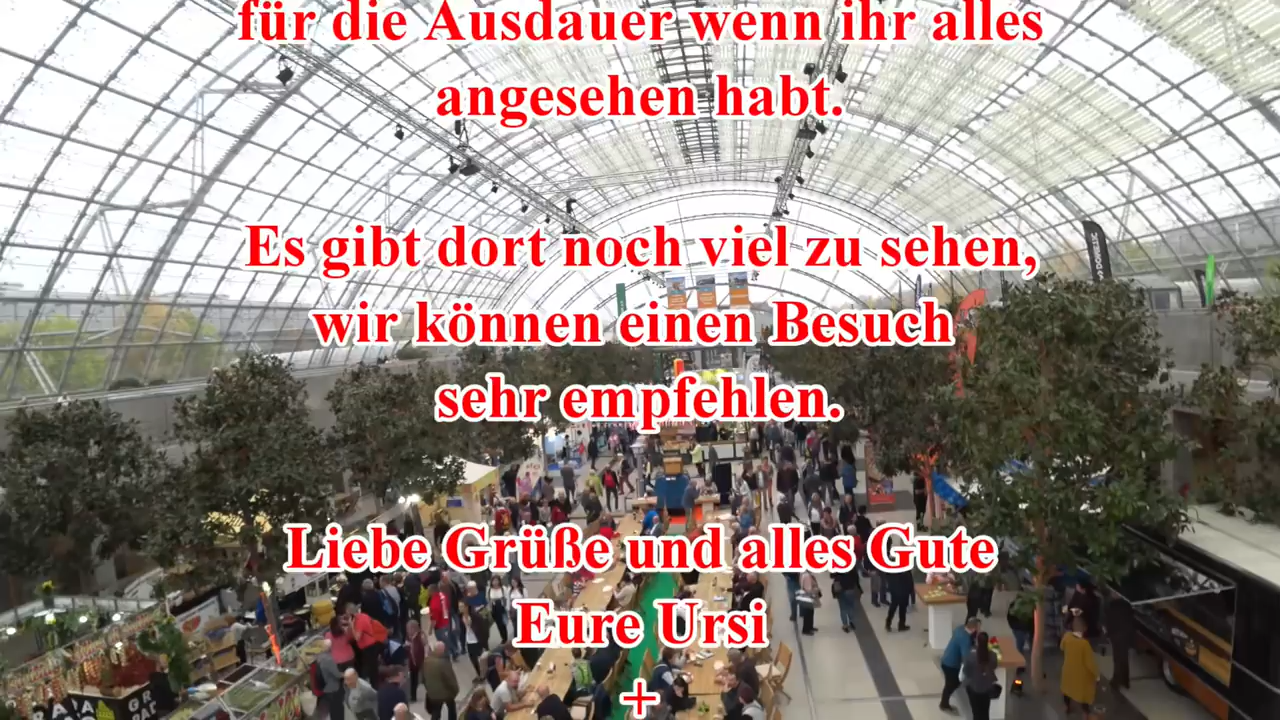 für die Ausdauer wenn ihr alles
angesehen habt.
Es gibt dort noch viel zu sehen,
wir können einen Besuch
sehr empfehlen.
Liebe Grüße und alles Gute
Eure Ursi
+